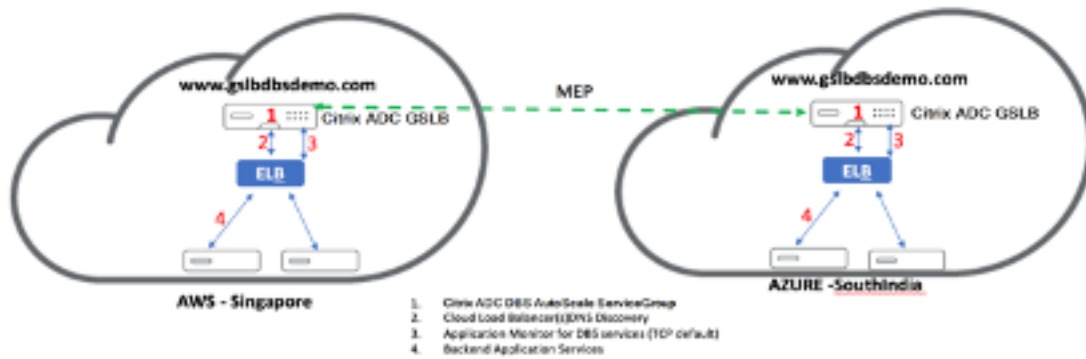 www.gslbdbsdemo.com
1
Citrix ADC GSLB
2
3
ELB
4
AWS - Singapore
MEP
www.gslbdbsdemo.com
1
Citrix ADC GSLB
2
3
ELB
4
AZURE -SouthIndia
1. Citrix ADC DBS AutoScale ServiceGroup
2. Cloud Load Balancer(s)DNS Discovery
3. Application Monitor for DBS services (TCP default)
4. Backend Application Services